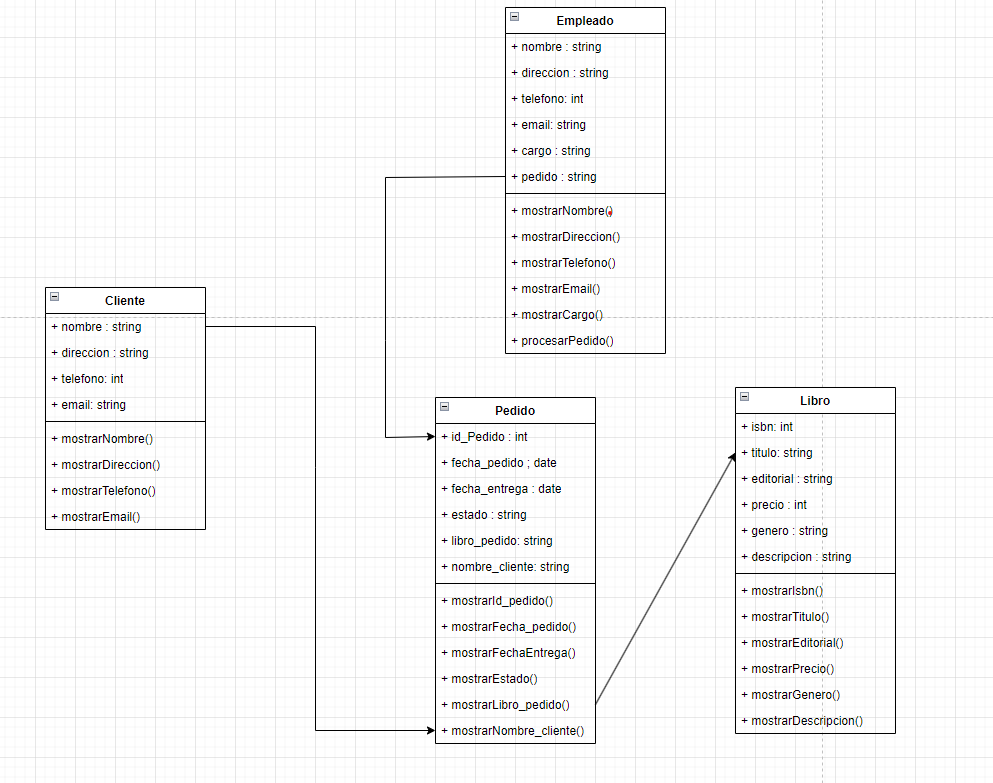 Empleado
+ nombre : string
+ direccion : string
+ telefono: int
+ email: string
+ cargo : string
+ pedido : string
+ mostrarNombre()
+ mostrarDireccion()
+ mostrarTelefono()
+ mostrarEmail()
+ mostrarCargo()
+ procesarPedido()
Cliente
+ nombre : string
+ direccion : string
+ telefono: int
+ email: string
+ mostrarNombre()
+ mostrarDireccion()
+ mostrarTelefono()
+ mostrarEmail()
Pedido
+ id_Pedido : int
+ fecha_pedido ; date
+ fecha_entrega : date
+ estado : string
+ libro_pedido: string
+ nombre_cliente: string
+ mostrarId_pedido()
+ mostrarFecha_pedido()
+ mostrarFechaEntrega()
+ mostrarEstado()
+ mostrarLibro_pedido()
+ mostrarNombre_cliente()
Libro
+ isbn: int
+ titulo: string
+ editorial : string
+ precio : int
+ genero : string
+ descripcion : string
+ mostrarIsbn()
+ mostrarTitulo()
+ mostrarEditorial()
+ mostrarPrecio()
+ mostrarGenero()
+ mostrarDescripcion()